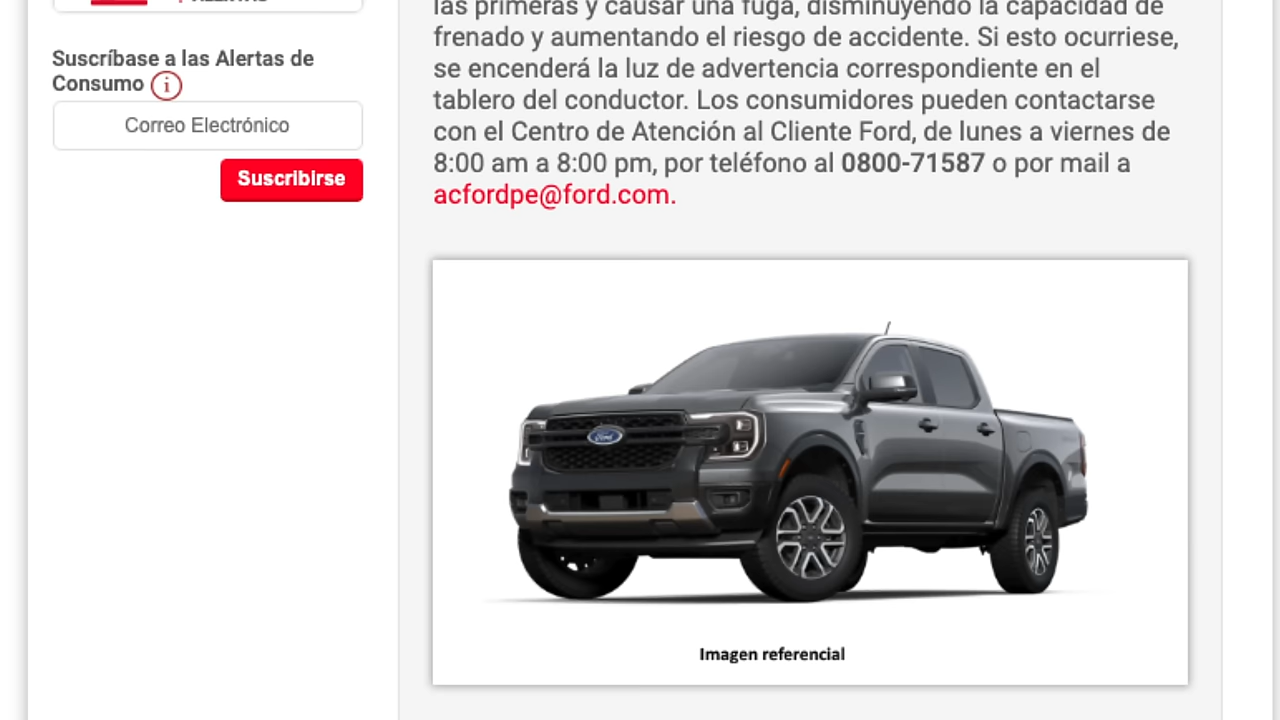 Suscríbase a las Alertas de
Consumo i
Correo Electrónico
Suscribirse
las primeras y causar una fuga, disminuyendo la capacidad de
frenado y aumentando el riesgo de accidente. Si esto ocurriese,
se encenderá la luz de advertencia correspondiente en el
tablero del conductor. Los consumidores pueden contactarse
con el Centro de Atención al Cliente Ford, de lunes a viernes de
8:00 am a 8:00 pm, por teléfono al 0800-71587 o por mail a
acfordpe@ford.com.
Ford
Imagen referencial